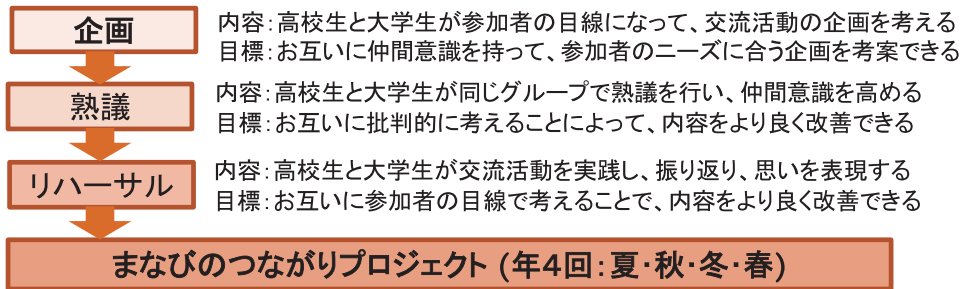 企画
内容：高校生と大学生が参加者の目線になって、交流活動の企画を考える
目標：お互いに仲間意識を持って、参加者のニーズに合う企画を考案できる
熟議
内容：高校生と大学生が同じグループで熟議を行い、仲間意識を高める
目標：お互いに批判的に考えることによって、内容をより良く改善できる
リハーサル
内容：高校生と大学生が交流活動を実践し、振り返り、思いを表現する
目標：お互いに参加者の目線で考えることで、内容をより良く改善できる
まなびのつながりプロジェクト (年４回：夏・秋・冬・春)